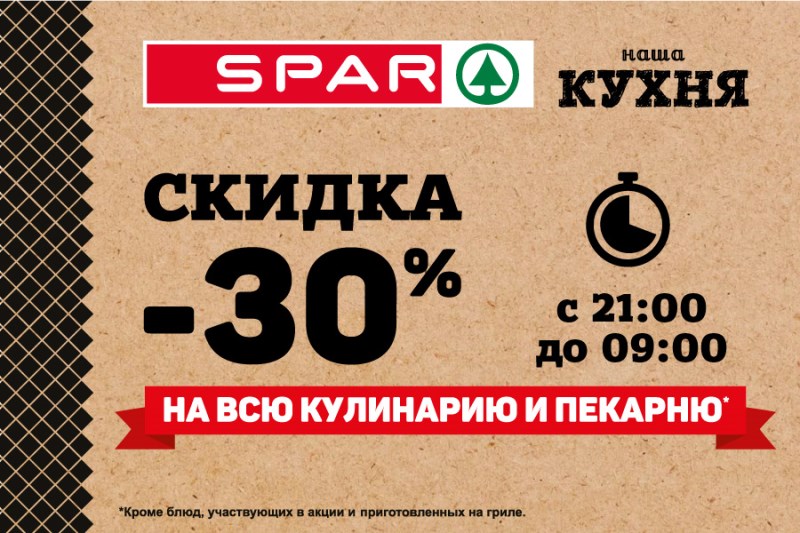 SPAR
наша
КУХНЯ
СКИДКА
-30%
с 21:00
до 09:00
НА ВСЮ КУЛИНАРИЮ И ПЕКАРНЮ*
*Кроме блюд, участвующих в акции и приготовленных на гриле.